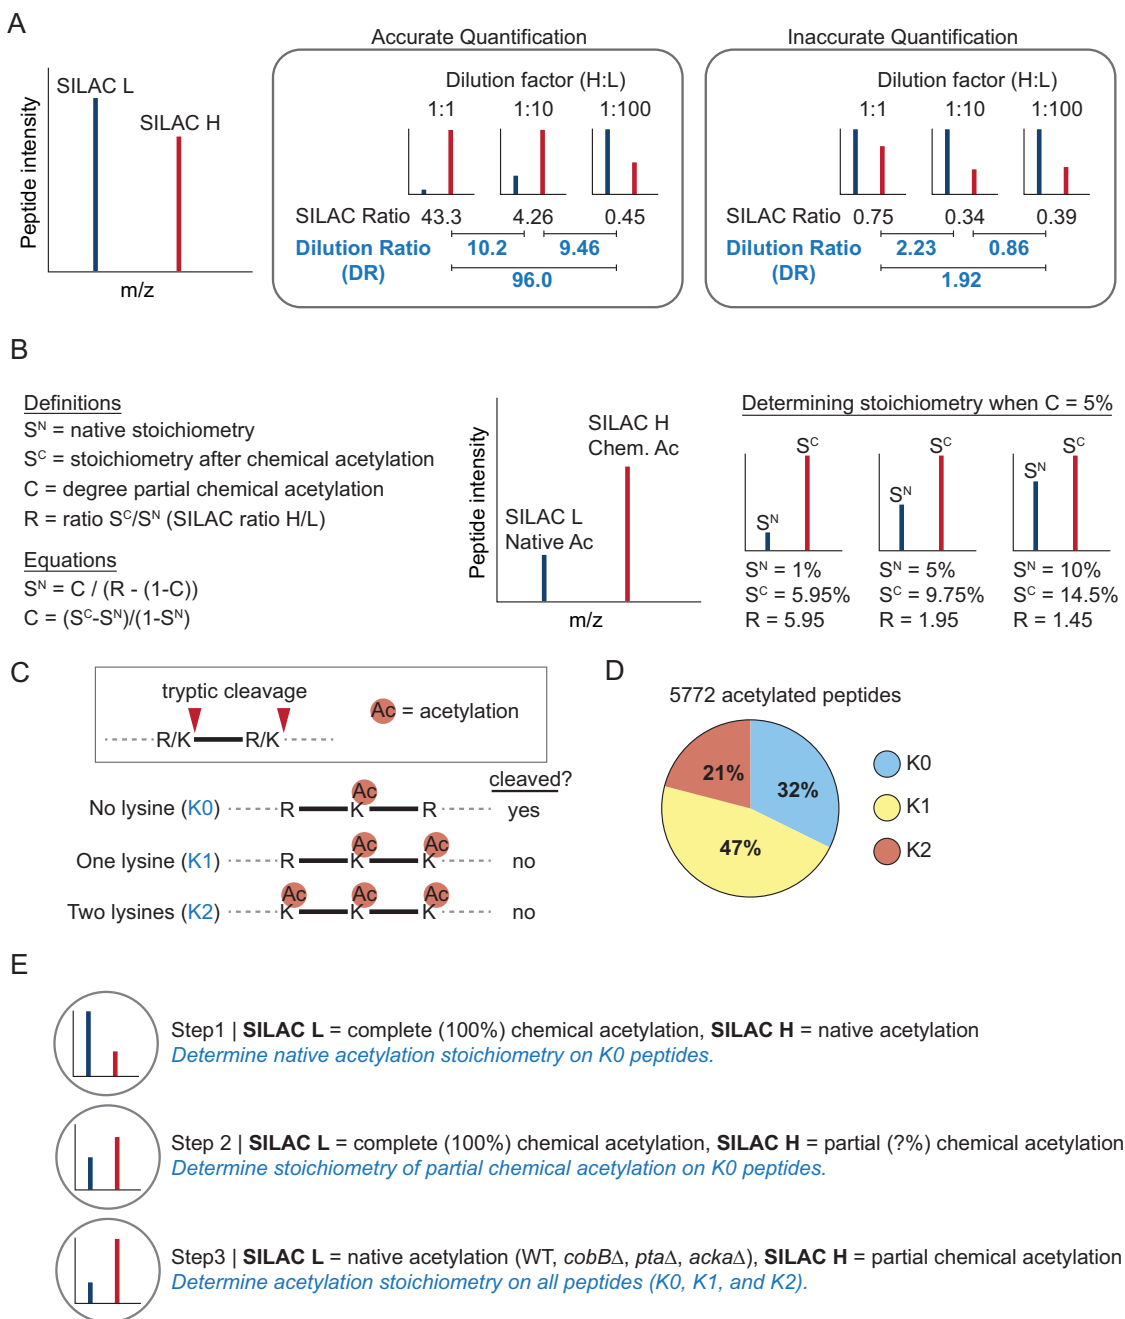 A
Accurate Quantification
Inaccurate Quantification
SILAC L
SILAC H
Peptide intensity
m/z
Dilution factor (H:L)
1:1 1:10 1:100
SILAC Ratio 43.3 4.26 0.45
Dilution Ratio 10.2 9.46
(DR) 96.0
Dilution factor (H:L)
1:1 1:10 1:100
SILAC Ratio 0.75 0.34 0.39
Dilution Ratio 2.23 0.86
(DR) 1.92
B
Definitions
Sᴺ = native stoichiometry
Sᶜ = stoichiometry after chemical acetylation
C = degree partial chemical acetylation
R = ratio Sᶜ/Sᴺ (SILAC ratio H/L)
Equations
Sᴺ = C / (R - (1-C))
C = (Sᶜ-Sᴺ)/(1-Sᴺ)
Peptide intensity
SILAC H
Chem. Ac
SILAC L
Native Ac
m/z
Determining stoichiometry when C = 5%
Sᶜ Sᶜ Sᶜ
Sᴺ Sᴺ Sᴺ
Sᴺ = 1% Sᴺ = 5% Sᴺ = 10%
Sᶜ = 5.95% Sᶜ = 9.75% Sᶜ = 14.5%
R = 5.95 R = 1.95 R = 1.45
C
tryptic cleavage
R/K R/K
Ac = acetylation
cleaved?
Ac
No lysine (K0) R K R yes
Ac Ac
One lysine (K1) R K K no
Ac Ac Ac
Two lysines (K2) K K K no
D
5772 acetylated peptides
21%
32%
47%
K0
K1
K2
E
Step1 | SILAC L = complete (100%) chemical acetylation, SILAC H = native acetylation
Determine native acetylation stoichiometry on K0 peptides.
Step 2 | SILAC L = complete (100%) chemical acetylation, SILAC H = partial (?%) chemical acetylation
Determine stoichiometry of partial chemical acetylation on K0 peptides.
Step3 | SILAC L = native acetylation (WT, cobBΔ, ptaΔ, ackaΔ), SILAC H = partial chemical acetylation
Determine acetylation stoichiometry on all peptides (K0, K1, and K2).